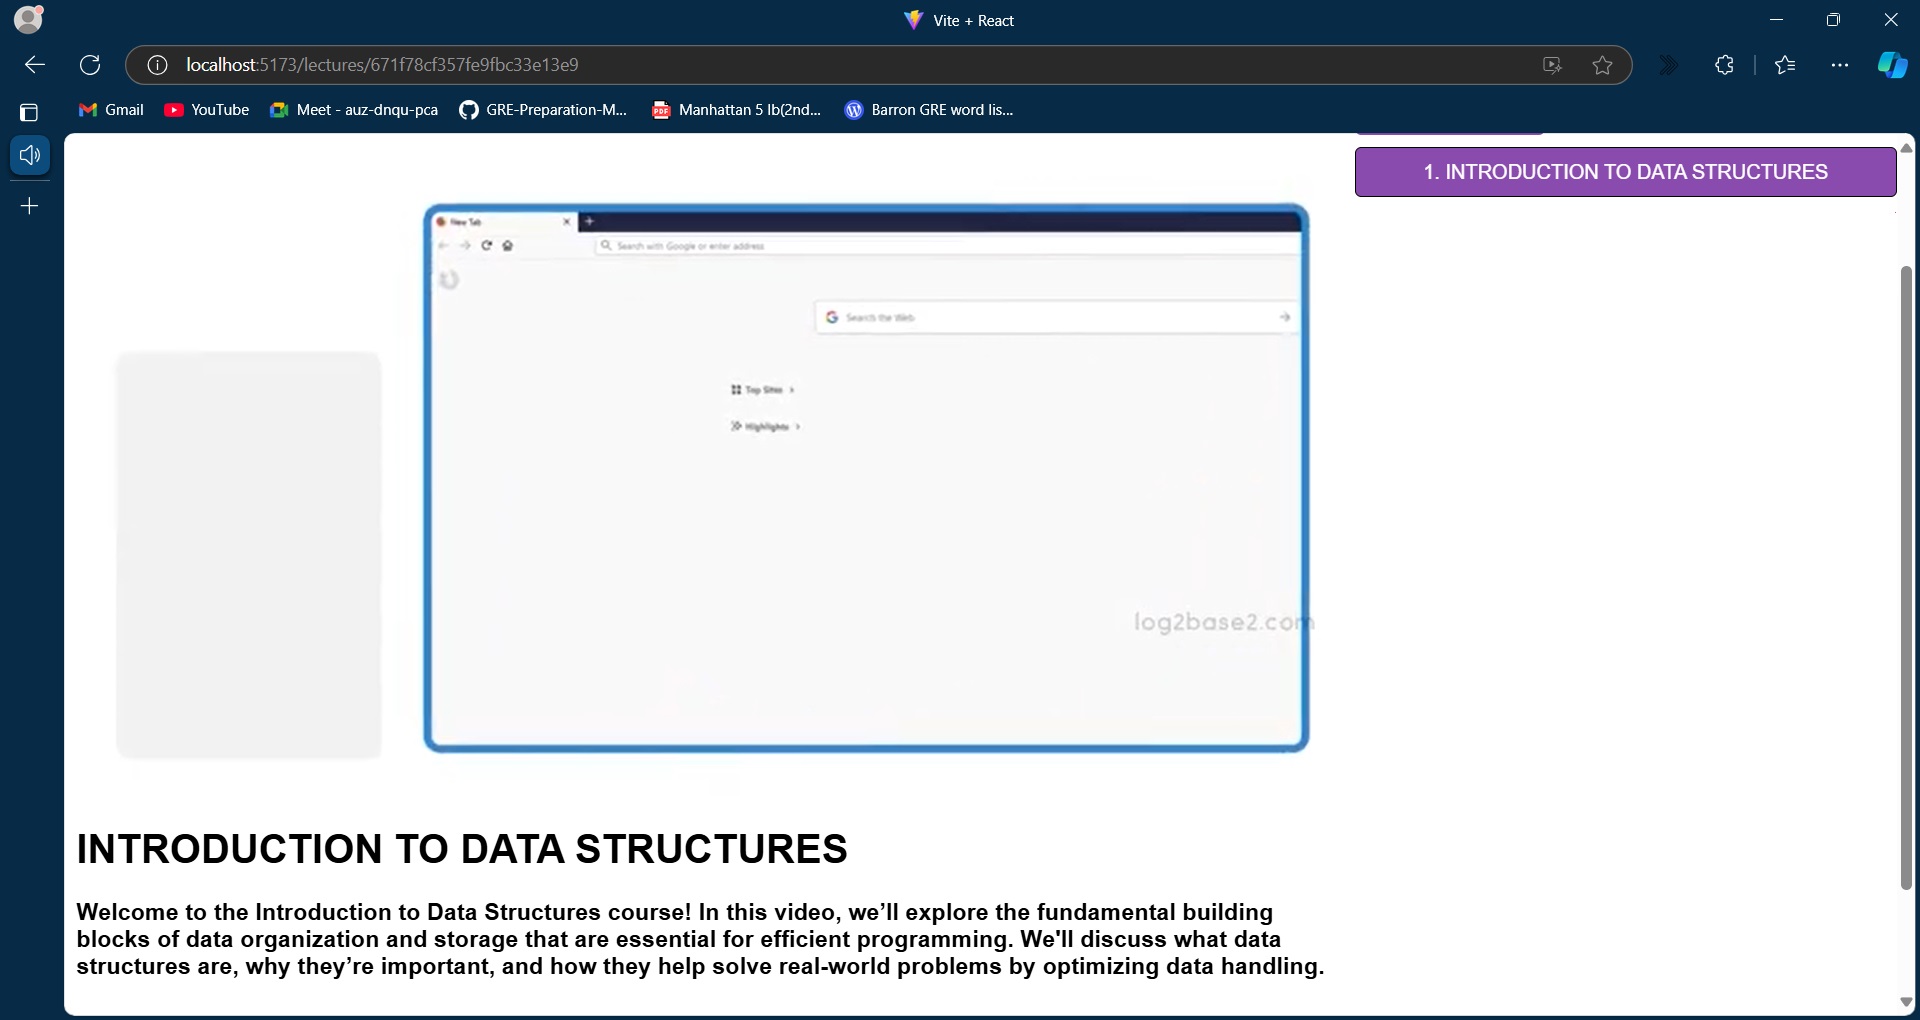 Vite + React
localhost:5173/lectures/671f78cf357fe9fbc33e13e9
Gmail
YouTube
Meet - auz-dnqu-pca
GRE-Preparation-M...
PDF
Manhattan 5 lb(2nd...
Barron GRE word lis...
1. INTRODUCTION TO DATA STRUCTURES
New Tab
Search with Google or enter address
Search the Web
Top Sites
Highlights
log2base2.com
INTRODUCTION TO DATA STRUCTURES
Welcome to the Introduction to Data Structures course! In this video, we’ll explore the fundamental building
blocks of data organization and storage that are essential for efficient programming. We'll discuss what data
structures are, why they’re important, and how they help solve real-world problems by optimizing data handling.